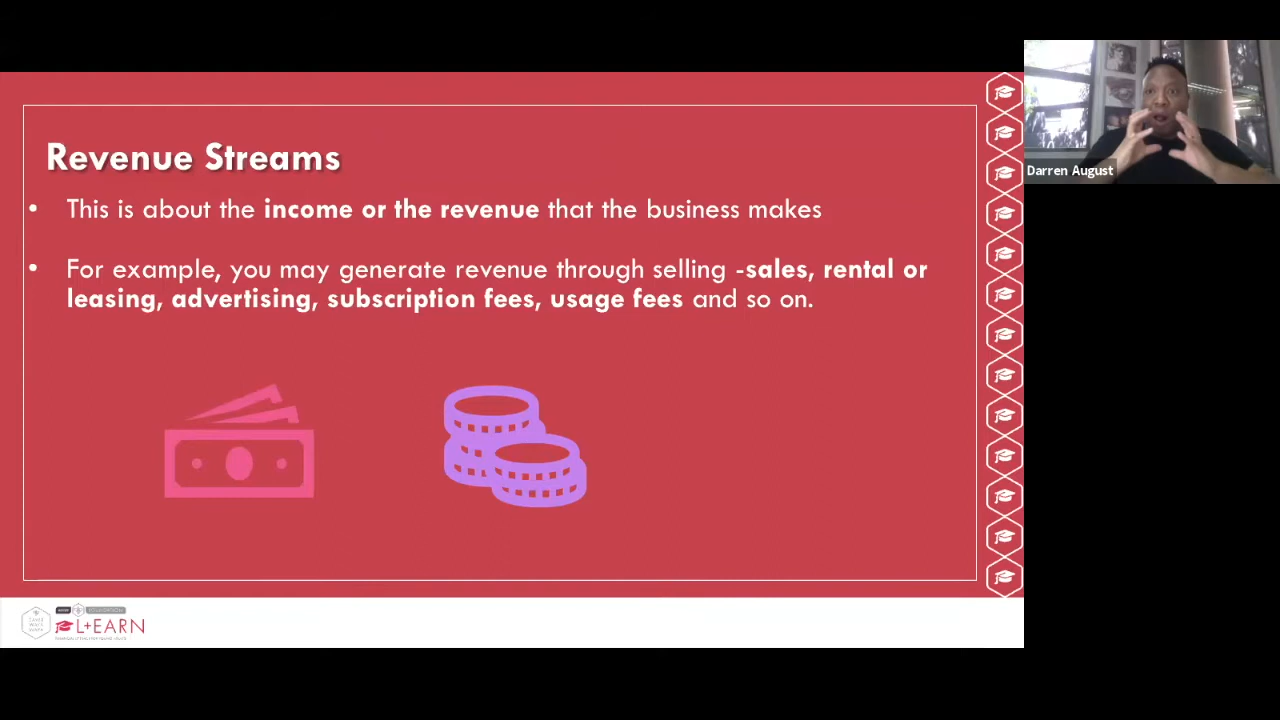 Revenue Streams
• This is about the income or the revenue that the business makes
• For example, you may generate revenue through selling -sales, rental or
leasing, advertising, subscription fees, usage fees and so on.
Darren August
L+EARN